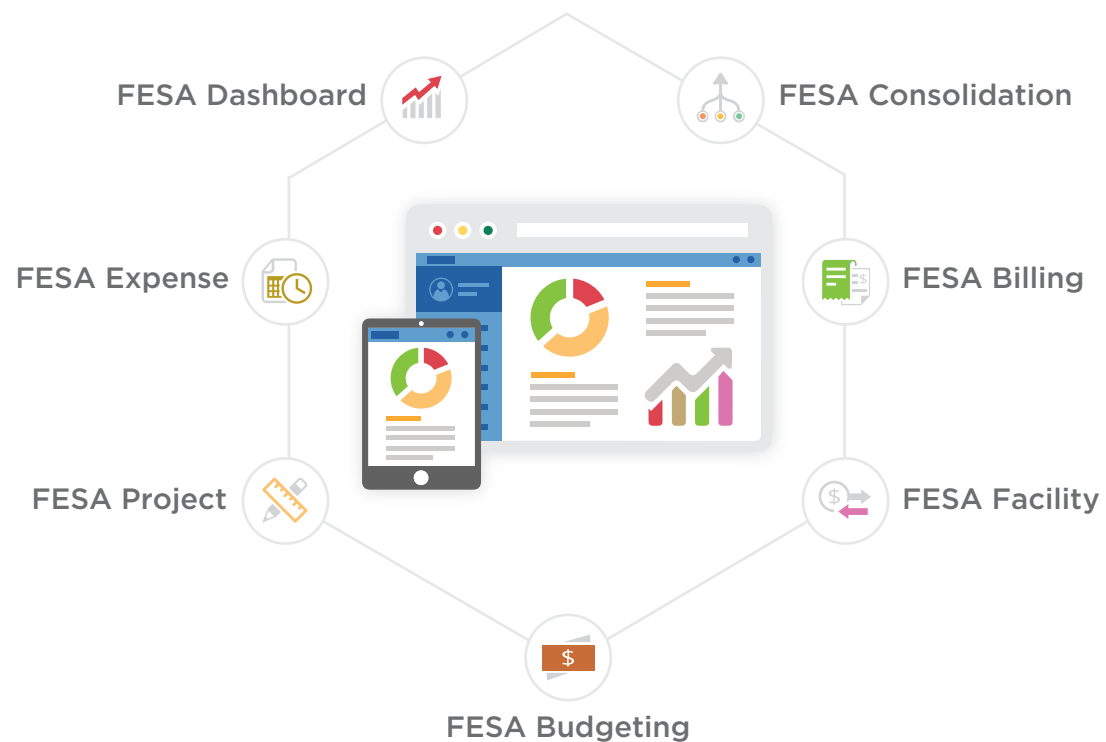 FESA Dashboard
FESA Consolidation
FESA Expense
FESA Billing
FESA Project
FESA Facility
$
$
$
FESA Budgeting